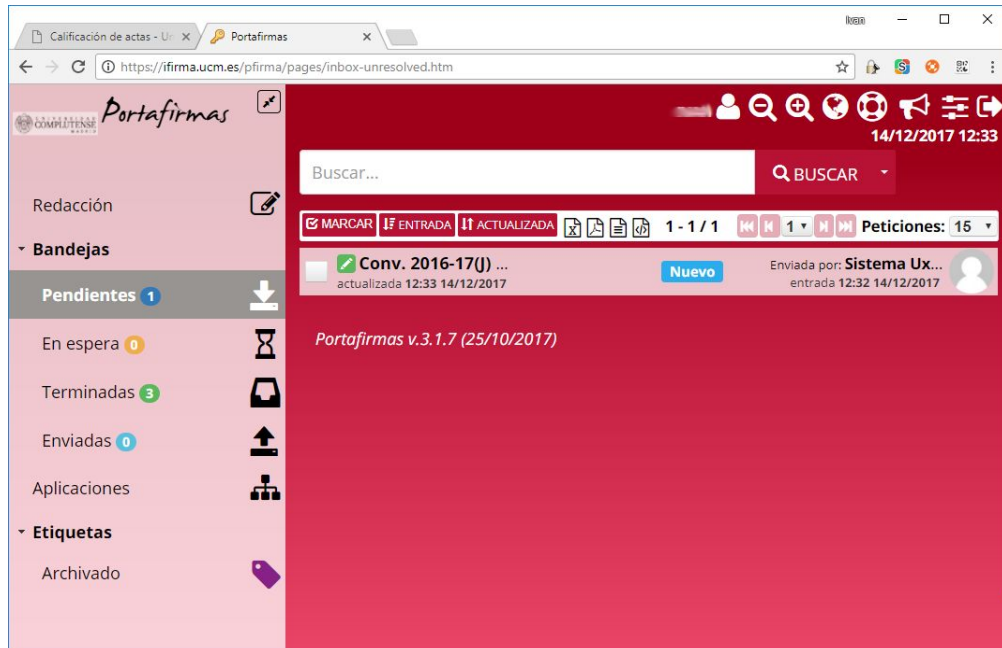 Calificación de actas - Un
Portafirmas
Ivan
https://ifirma.ucm.es/pfirma/pages/inbox-unresolved.htm
COMPLUTENSE
Portafirmas
14/12/2017 12:33
Buscar...
BUSCAR
Redacción
MARCAR ENTRADA ACTUALIZADA 1 - 1 / 1 1 Peticiones: 15
Bandejas
Conv. 2016-17(J) ...
actualizada 12:33 14/12/2017
Nuevo
Enviada por: Sistema Ux...
entrada 12:32 14/12/2017
Pendientes 1
En espera 0
Portafirmas v.3.1.7 (25/10/2017)
Terminadas 3
Enviadas 0
Aplicaciones
Etiquetas
Archivado